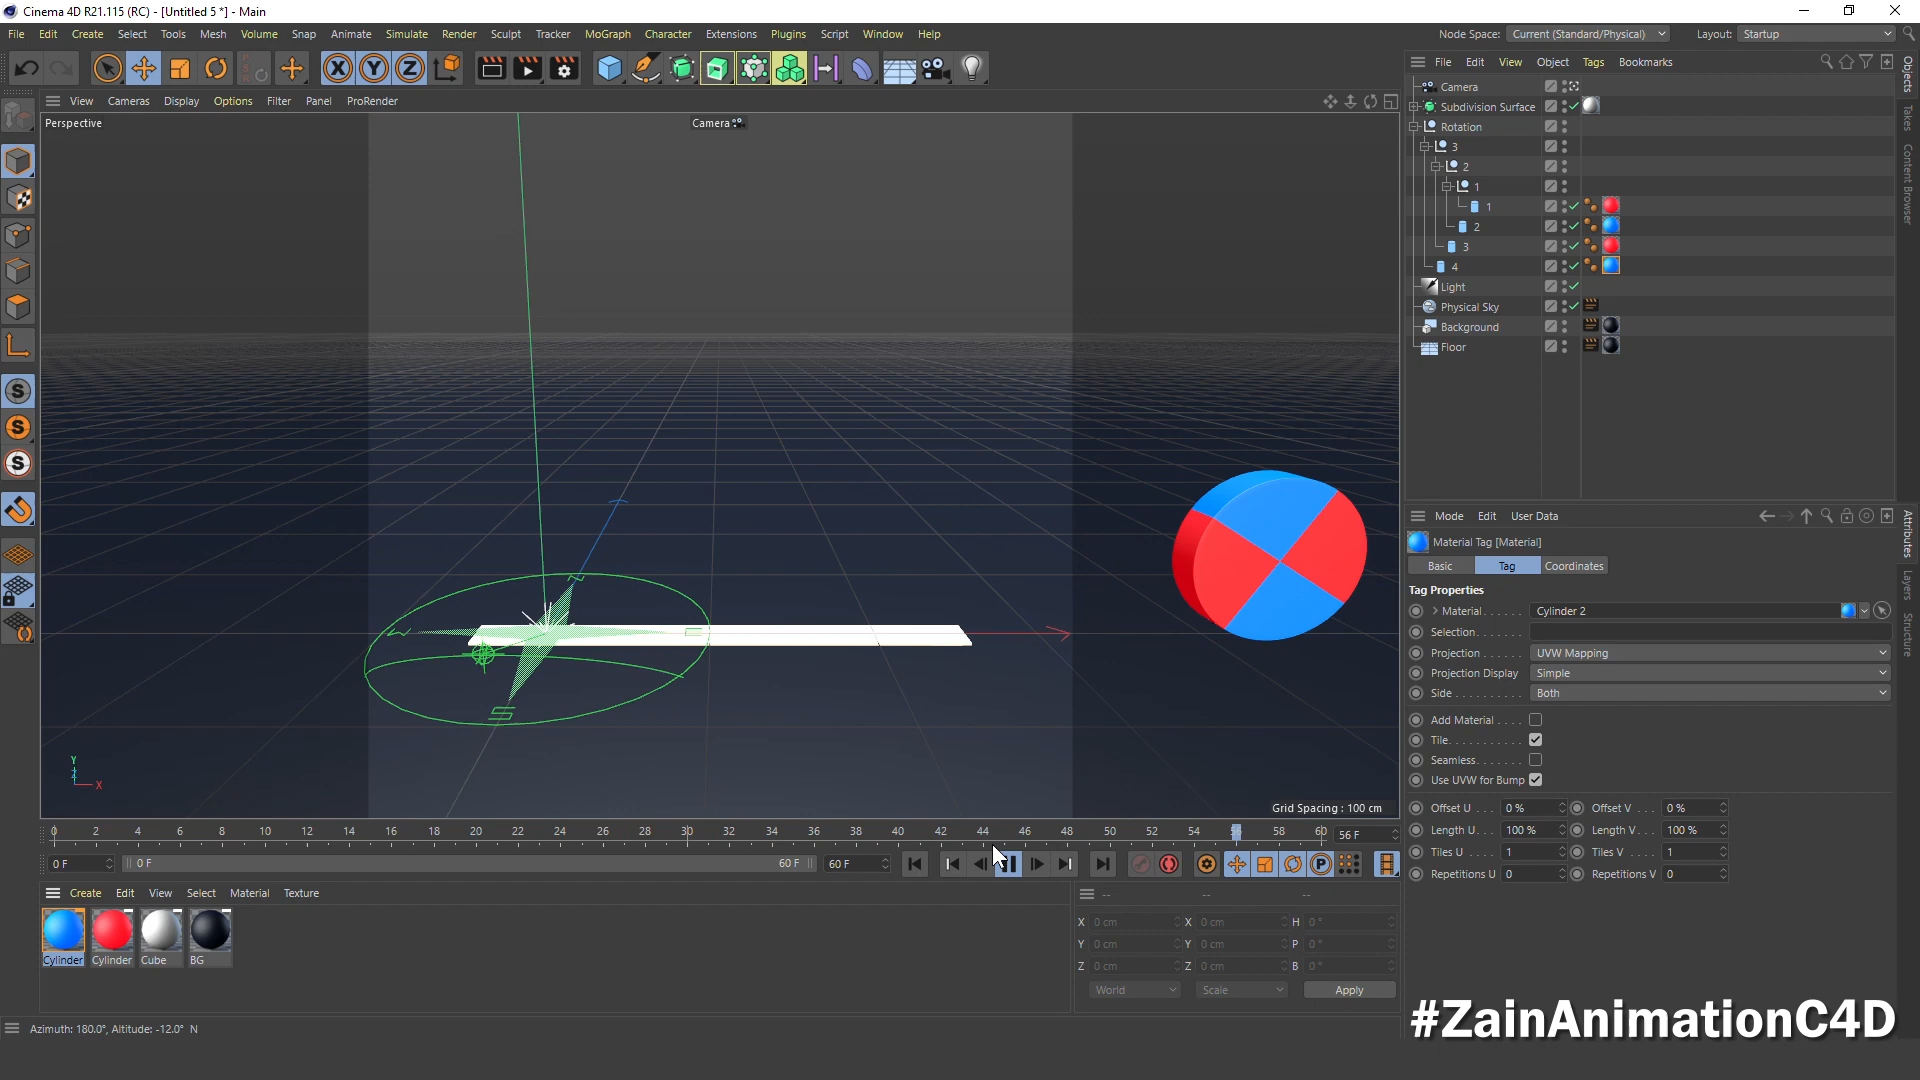 Cinema 4D R21.115 (RC) - [Untitled 5 *] - Main
File Edit Create Select Tools Mesh Volume Snap Animate Simulate Render Sculpt Tracker MoGraph Character Extensions Plugins Script Window Help
Node Space: Current (Standard/Physical) Layout: Startup
File Edit View Object Tags Bookmarks
View Cameras Display Options Filter Panel ProRender
Perspective
Camera
Camera
Subdivision Surface
Rotation
3
2
1
1
2
3
4
Light
Physical Sky
Background
Floor
Objects
Takes
Content Browser
N
W
E
S
Y
Z
X
Grid Spacing : 100 cm
Mode Edit User Data
Material Tag [Material]
Basic Tag Coordinates
Tag Properties
Material . . . . . . Cylinder 2
Selection. . . . . . .
Projection . . . . . . UVW Mapping
Projection Display Simple
Side . . . . . . . . . . Both
Add Material . . . .
Tile. . . . . . . . . . .
Seamless. . . . . . .
Use UVW for Bump
Offset U . . . 0 % Offset V . . . 0 %
Length U. . . 100 % Length V. . . 100 %
Tiles U . . . . 1 Tiles V . . . . 1
Repetitions U 0 Repetitions V 0
Attributes
Layers
Structure
0 2 4 6 8 10 12 14 16 18 20 22 24 26 28 30 32 34 36 38 40 42 44 46 48 50 52 54 56 58 60 56 F
0 F 0 F 60 F 60 F
Create Edit View Select Material Texture
Cylinder Cylinder Cube BG
-- -- --
X 0 cm X 0 cm H 0 °
Y 0 cm Y 0 cm P 0 °
Z 0 cm Z 0 cm B 0 °
World Scale Apply
Azimuth: 180.0°, Altitude: -12.0° N
#ZainAnimationC4D